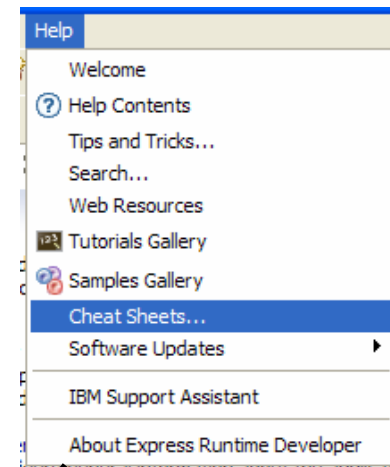 Help
Welcome
Help Contents
Tips and Tricks...
Search...
Web Resources
Tutorials Gallery
Samples Gallery
Cheat Sheets...
Software Updates
IBM Support Assistant
About Express Runtime Developer